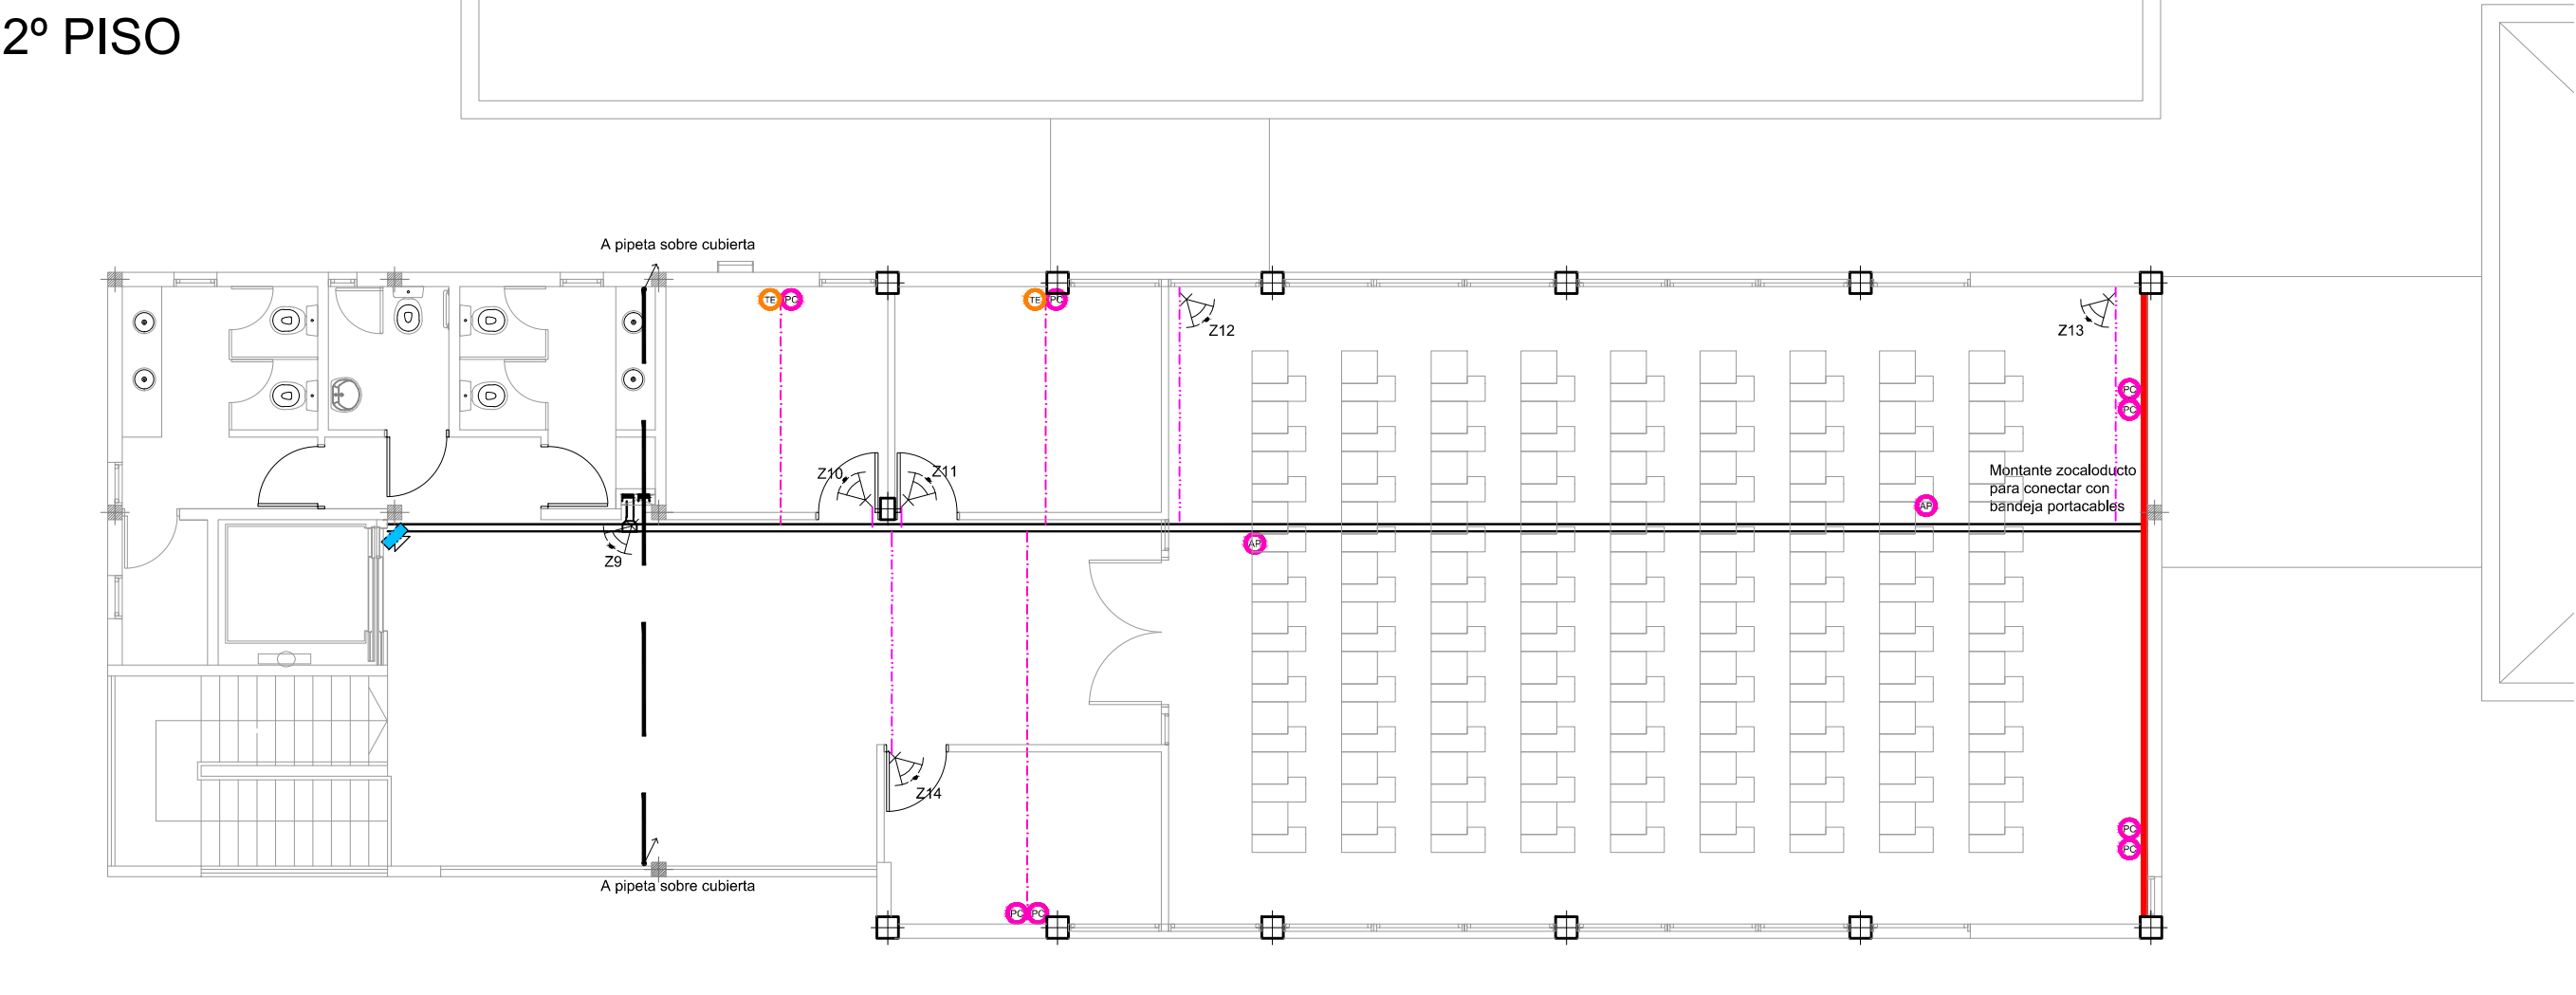 2º PISO
A pipeta sobre cubierta
TE PC
TE PC
Z12
Z13
PC
PC
Z10
Z11
Montante zocaloducto
para conectar con
bandeja portacables
AP
AP
Z9
Z14
PC
PC
A pipeta sobre cubierta
PC PC